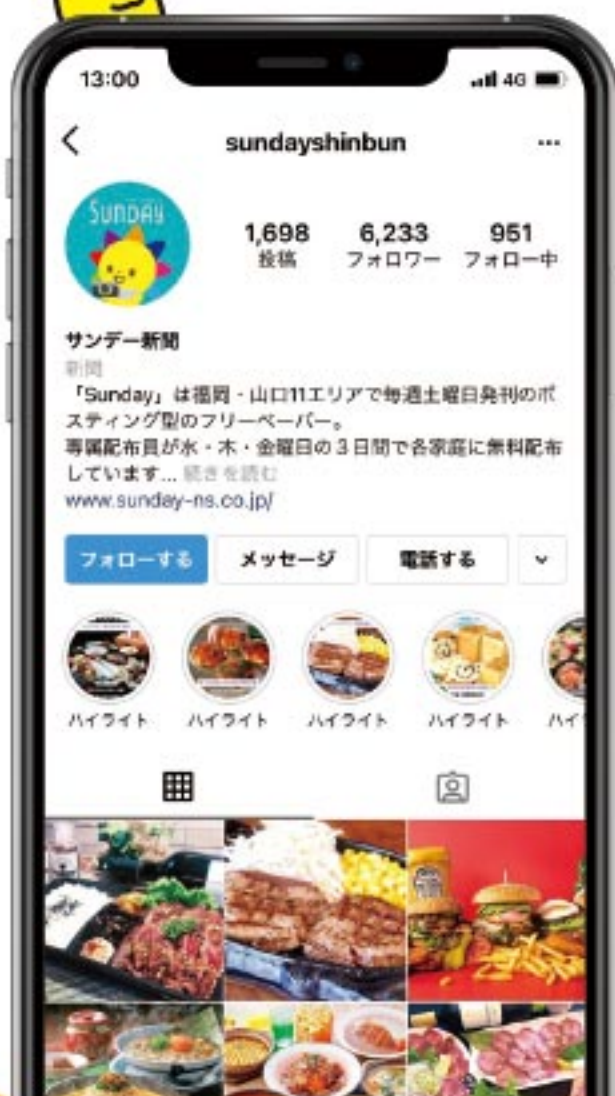 13:00
4G
sundayshinbun
...
SUNDAY
1,698
投稿
6,233
フォロワー
951
フォロー中
サンデー新聞
新聞
「Sunday」は福岡・山口11エリアで毎週土曜日発刊のポ
スティング型のフリーペーパー。
専属配布員が水・木・金曜日の3日間で各家庭に無料配布
しています... 続きを読む
www.sunday-ns.co.jp/
フォローする
メッセージ
電話する
ハイライト
ハイライト
ハイライト
ハイライト
ハイ